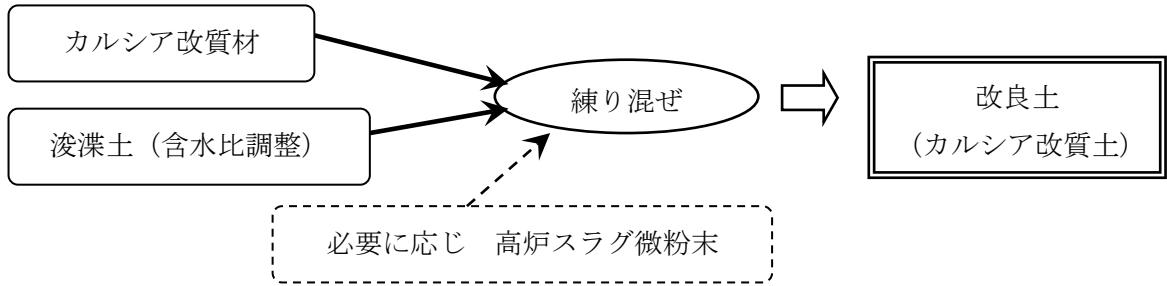 カルシア改質材
浚渫土（含水比調整）
必要に応じ　高炉スラグ微粉末
練り混ぜ
改良土
（カルシア改質土）